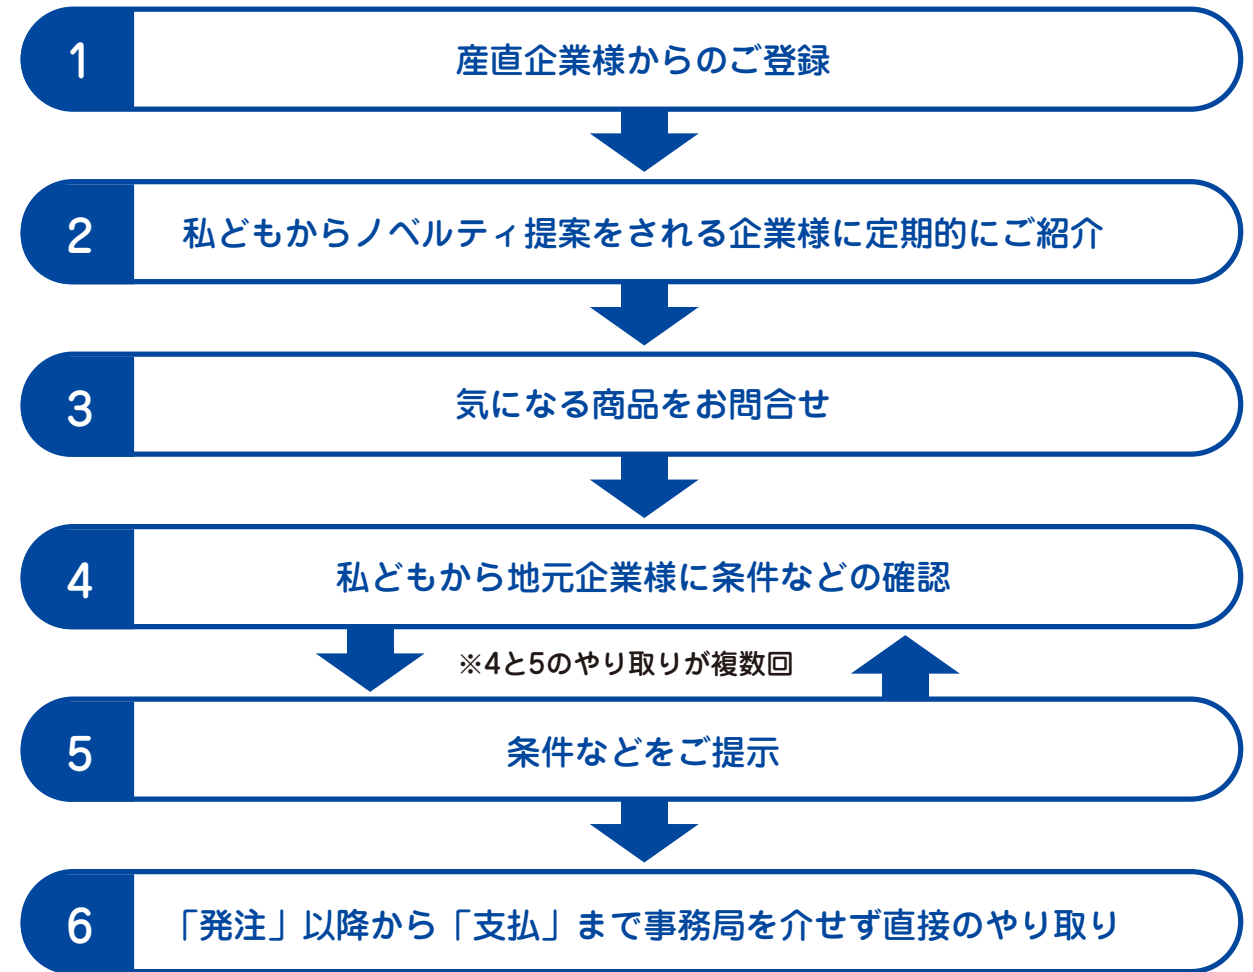 1
産直企業様からのご登録
2
私どもからノベルティ提案をされる企業様に定期的にご紹介
3
気になる商品をお問合せ
4
私どもから地元企業様に条件などの確認
※4と5のやり取りが複数回
5
条件などをご提示
6
「発注」以降から「支払」まで事務局を介せず直接のやり取り